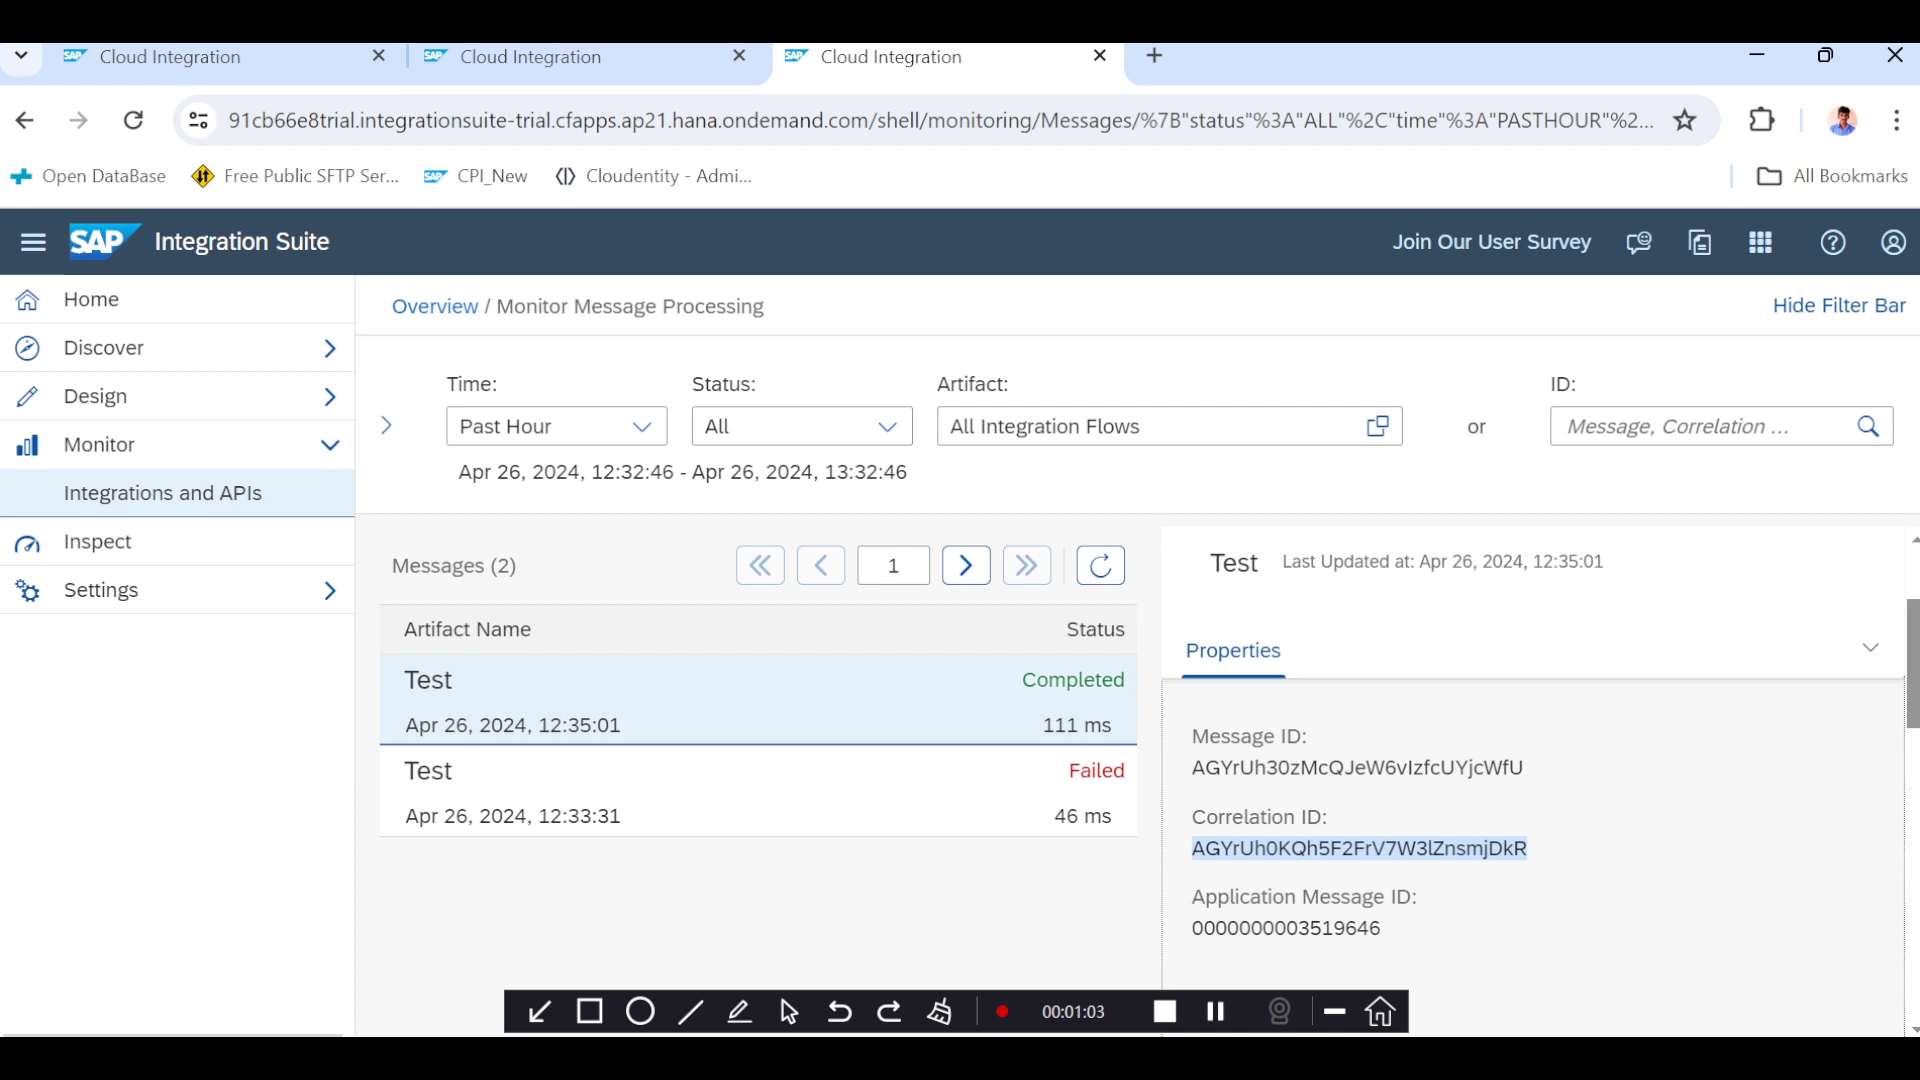 Cloud Integration
Cloud Integration
Cloud Integration
91cb66e8trial.integrationsuite-trial.cfapps.ap21.hana.ondemand.com/shell/monitoring/Messages/%7B"status"%3A"ALL"%2C"time"%3A"PASTHOUR"%2...
Open DataBase
Free Public SFTP Ser...
CPI_New
Cloudentity - Admi...
All Bookmarks
SAP Integration Suite
Join Our User Survey
Home
Discover
Design
Monitor
Integrations and APIs
Inspect
Settings
Overview / Monitor Message Processing
Hide Filter Bar
Time:
Status:
Artifact:
ID:
Past Hour
All
All Integration Flows
or
Message, Correlation ...
Apr 26, 2024, 12:32:46 - Apr 26, 2024, 13:32:46
Messages (2)
1
Artifact Name
Status
Test
Completed
Apr 26, 2024, 12:35:01
111 ms
Test
Failed
Apr 26, 2024, 12:33:31
46 ms
Test
Last Updated at: Apr 26, 2024, 12:35:01
Properties
Message ID:
AGYrUh30zMcQJeW6vlzfcUYjcWfU
Correlation ID:
AGYrUh0KQh5F2FrV7W3lZnsmjDkR
Application Message ID:
0000000003519646
00:01:03